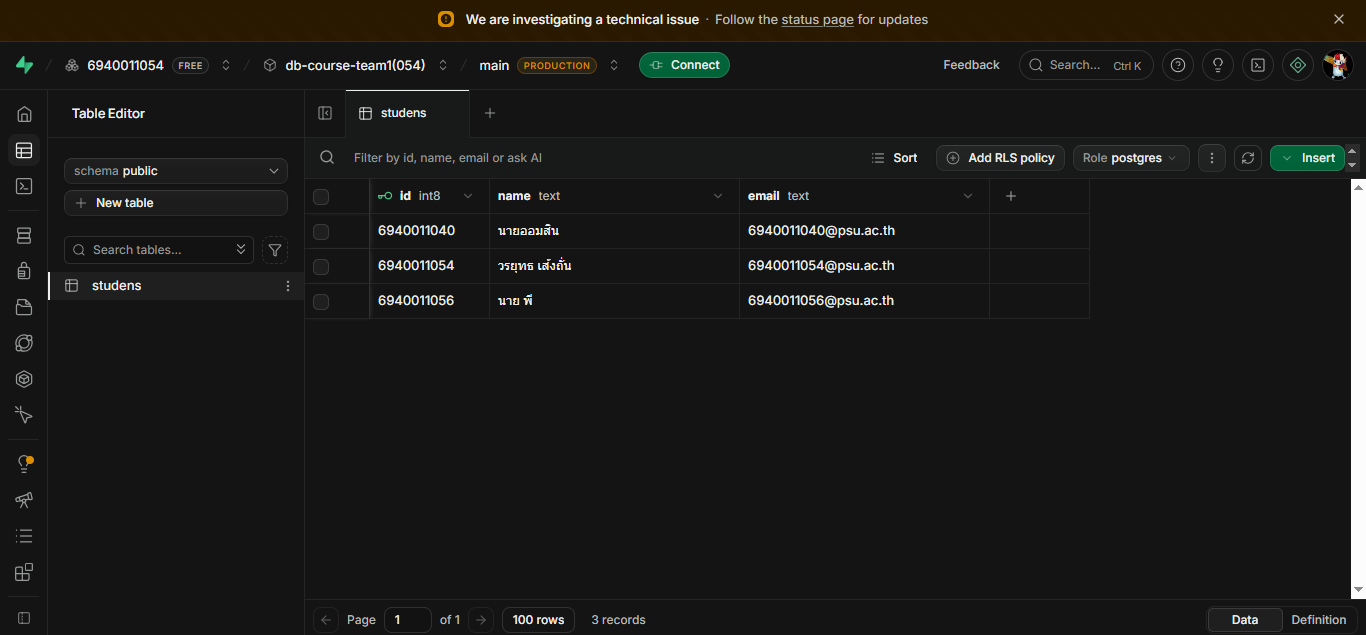 We are investigating a technical issue · Follow the status page for updates
6940011054 FREE / db-course-team1(054) / main PRODUCTION Connect Feedback Search... Ctrl K
Table Editor
studens
schema public
Filter by id, name, email or ask AI Sort Add RLS policy Role postgres Insert
New table
id int8 name text email text
Search tables...
6940011040 นายออมสิน 6940011040@psu.ac.th
6940011054 วรยุทธ เส้งถั่น 6940011054@psu.ac.th
studens
6940011056 นาย พี 6940011056@psu.ac.th
Page 1 of 1 100 rows 3 records Data Definition